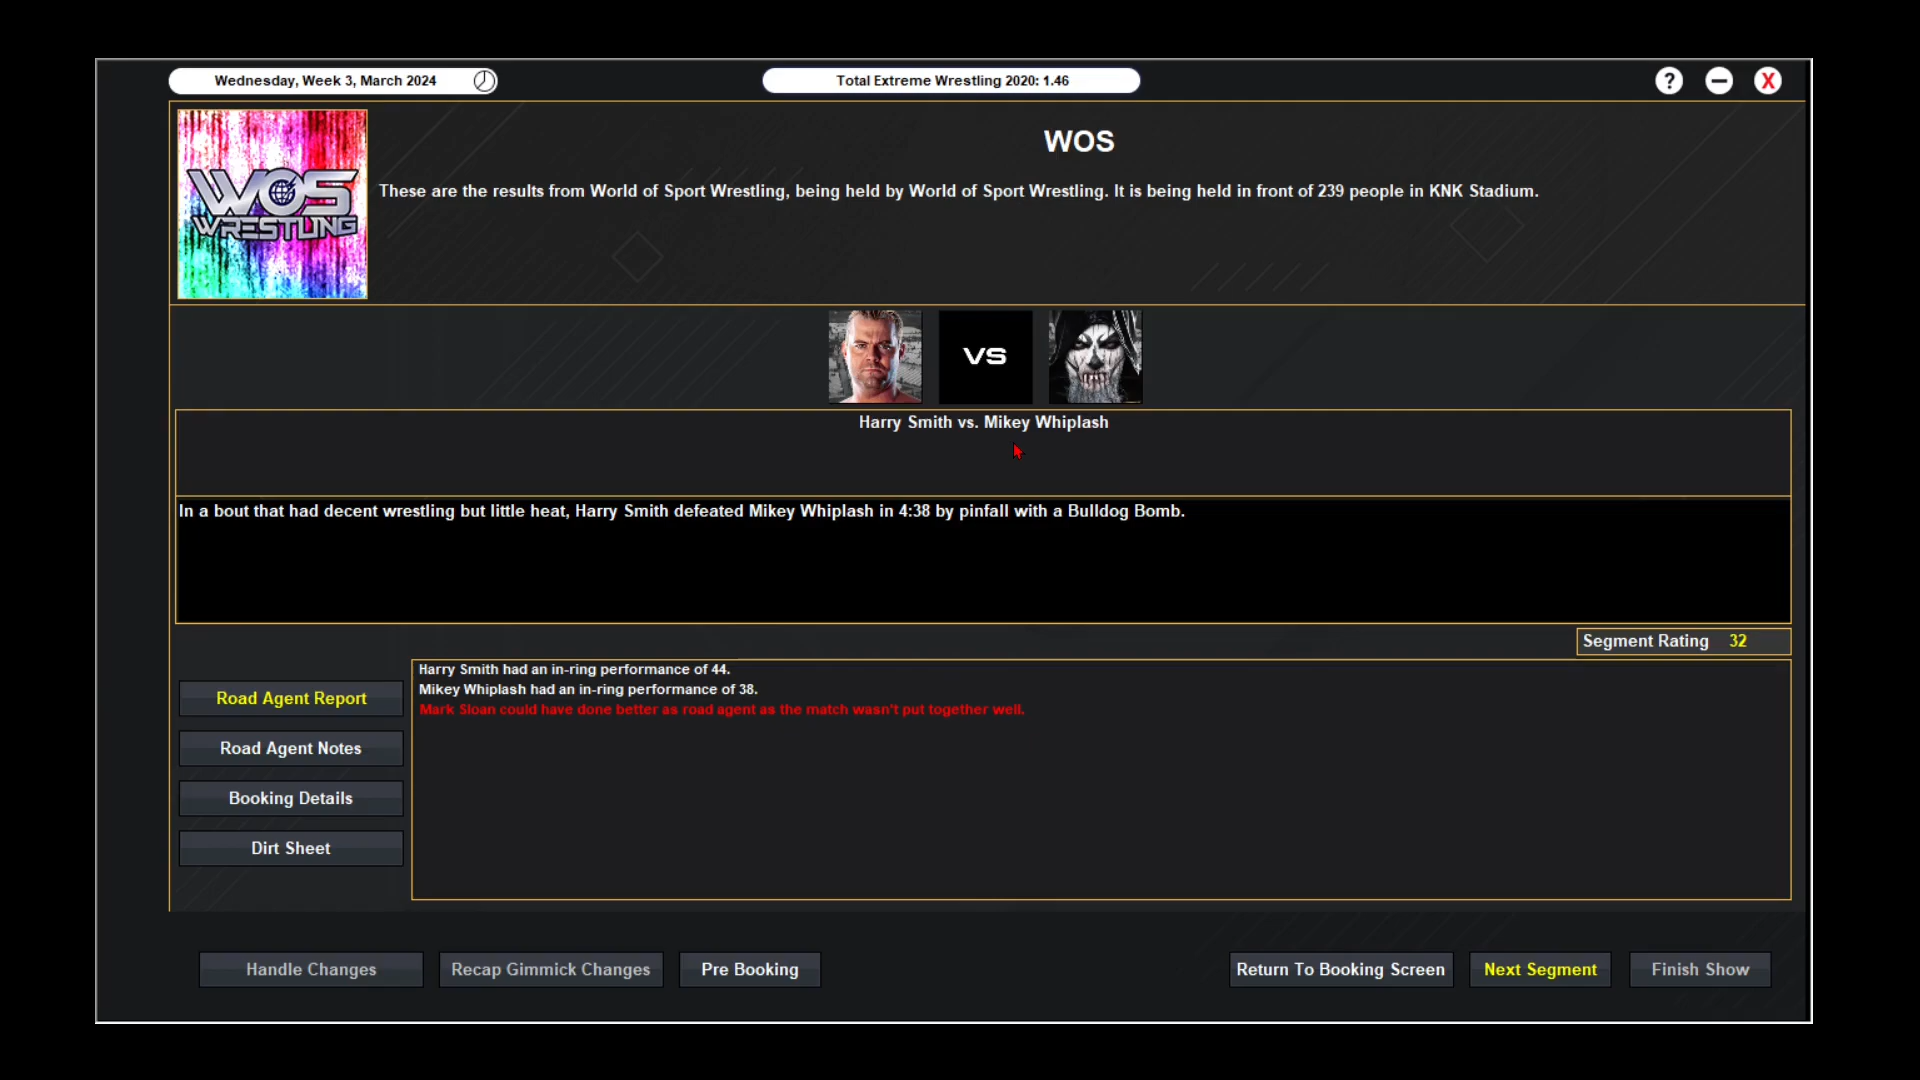 Wednesday, Week 3, March 2024
Total Extreme Wrestling 2020: 1.46
?
X
WOS
WOS
WRESTLING
These are the results from World of Sport Wrestling, being held by World of Sport Wrestling. It is being held in front of 239 people in KNK Stadium.
VS
Harry Smith vs. Mikey Whiplash
In a bout that had decent wrestling but little heat, Harry Smith defeated Mikey Whiplash in 4:38 by pinfall with a Bulldog Bomb.
Segment Rating 32
Harry Smith had an in-ring performance of 44.
Mikey Whiplash had an in-ring performance of 38.
Mark Sloan could have done better as road agent as the match wasn't put together well.
Road Agent Report
Road Agent Notes
Booking Details
Dirt Sheet
Handle Changes
Recap Gimmick Changes
Pre Booking
Return To Booking Screen
Next Segment
Finish Show